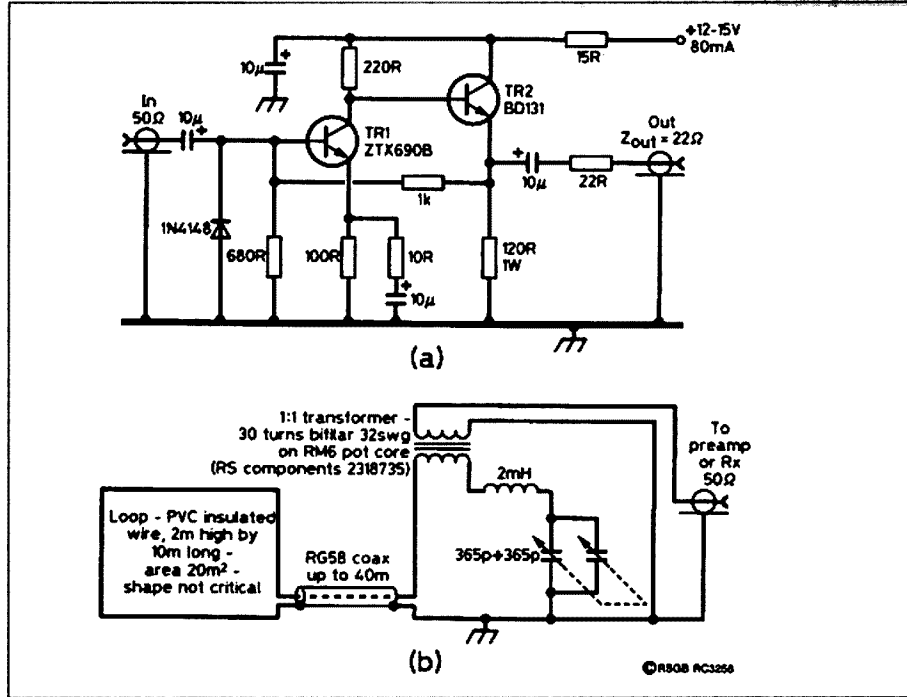 +12-15V
80mA
15R
10μ
+
220R
TR2
BD131
In
50Ω
10μ
+
TR1
ZTX690B
Out
Zout = 22Ω
+
10μ
22R
1k
1N4148
680R
100R
10R
+
10μ
120R
1W
(a)
1:1 transformer -
30 turns bifilar 32swg
on RM6 pot core
(RS components 2318735)
To
preamp
or Rx
50Ω
2mH
Loop - PVC insulated
wire, 2m high by
10m long -
area 20m² -
shape not critical
RG58 coax
up to 40m
365p+365p
(b)
©RSGB RC3256